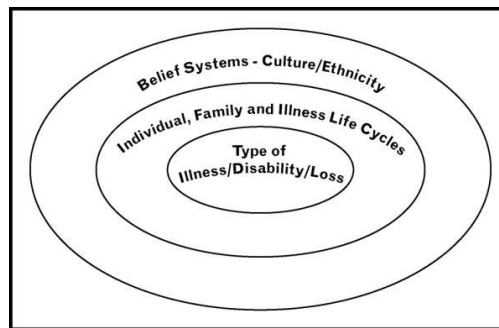 Belief Systems - Culture/Ethnicity
Individual, Family and Illness Life Cycles
Type of
Illness/Disability/Loss